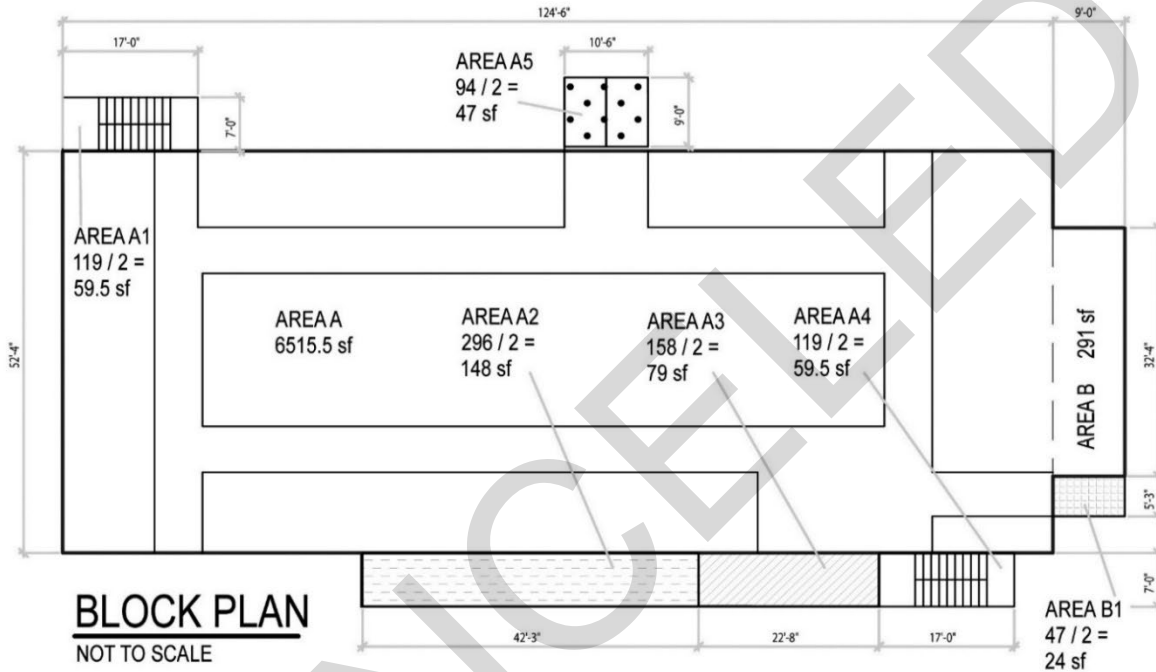 124'-6"
9'-0"
17'-0"
10'-6"
AREA A5
94 / 2 =
47 sf
7'-0"
9'-0"
AREA A1
119 / 2 =
59.5 sf
52'-4"
AREA A
6515.5 sf
AREA A2
296 / 2 =
148 sf
AREA A3
158 / 2 =
79 sf
AREA A4
119 / 2 =
59.5 sf
AREA B 291 sf
32'-4"
5'-3"
7'-0"
BLOCK PLAN
NOT TO SCALE
42'-3"
22'-8"
17'-0"
AREA B1
47 / 2 =
24 sf
CANCELED